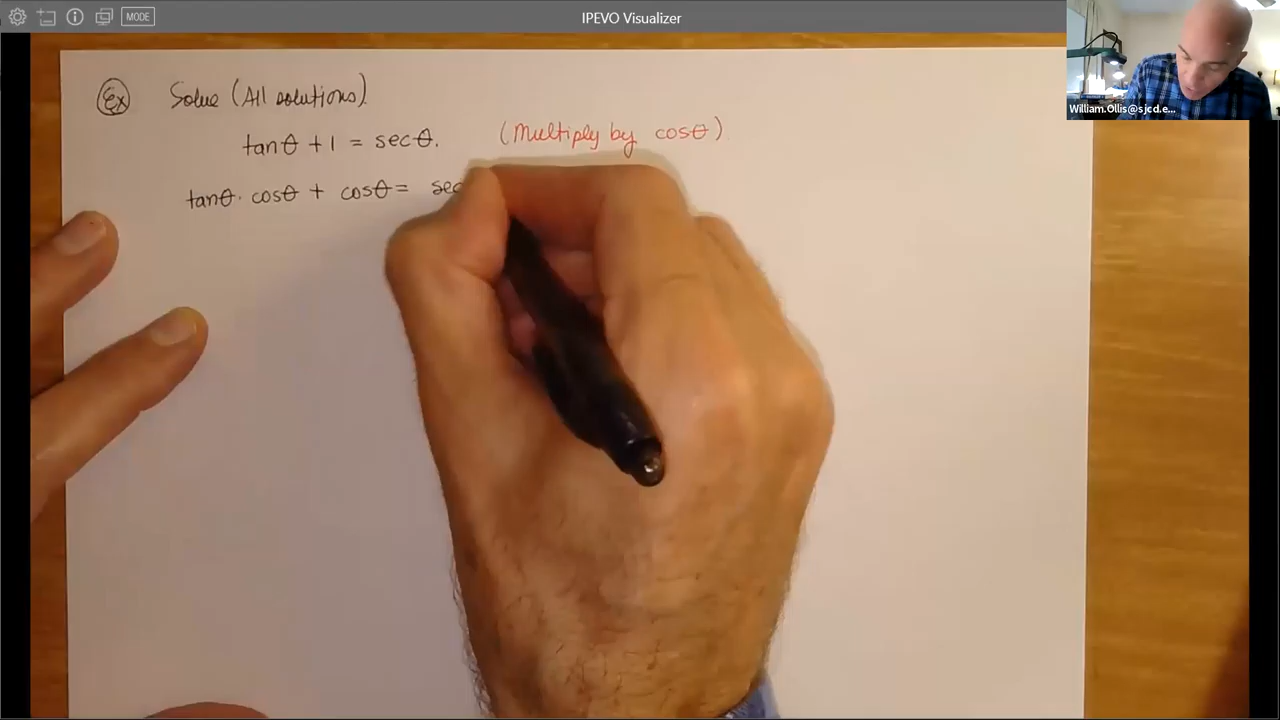 IPEVO Visualizer
MODE
William.Ollis@sjcd.e...
Ex Solve (All solutions)
tanθ + 1 = secθ. (Multiply by cosθ).
tanθ · cosθ + cosθ = sec